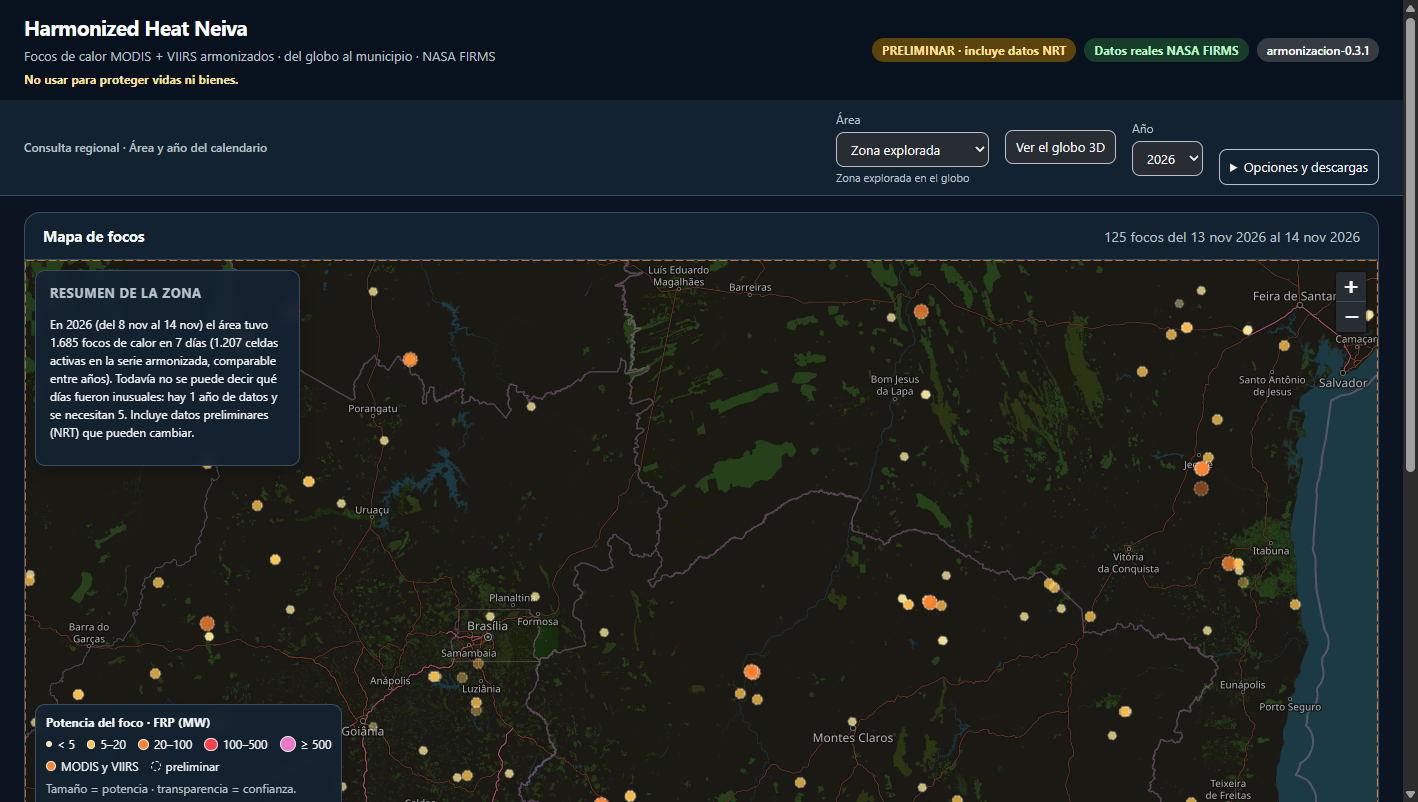 Harmonized Heat Neiva
Focos de calor MODIS + VIIRS armonizados · del globo al municipio · NASA FIRMS
No usar para proteger vidas ni bienes.
PRELIMINAR · incluye datos NRT
Datos reales NASA FIRMS
armonizacion-0.3.1
Consulta regional · Área y año del calendario
Área
Zona explorada
Zona explorada en el globo
Ver el globo 3D
Año
2026
▶ Opciones y descargas
Mapa de focos
125 focos del 13 nov 2026 al 14 nov 2026
RESUMEN DE LA ZONA
En 2026 (del 8 nov al 14 nov) el área tuvo
1.685 focos de calor en 7 días (1.207 celdas
activas en la serie armonizada, comparable
entre años). Todavía no se puede decir qué
días fueron inusuales: hay 1 año de datos y
se necesitan 5. Incluye datos preliminares
(NRT) que pueden cambiar.
+
−
Luís Eduardo
Magalhães
Barreiras
Feira de Santan
Camaçar
Santo Antônio
de Jesus
Salvador
Bom Jesus
da Lapa
Porangatu
Uruaçu
Vitória
da Conquista
Itabuna
Planaltin
Formosa
Brasília
Samambaia
Barra do
Garças
Anápolis
Luziânia
Goiânia
Eunápolis
Porto Seguro
Montes Claros
Teixeira
de Freitas
Potencia del foco · FRP (MW)
< 5
5–20
20–100
100–500
≥ 500
MODIS y VIIRS
preliminar
Tamaño = potencia · transparencia = confianza.